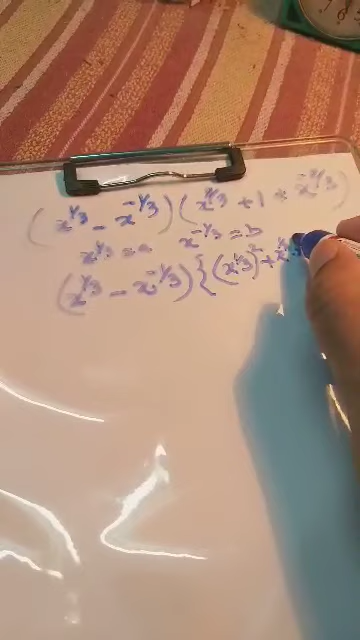 (x^1/3 - x^-1/3)(x^2/3 + 1 + x^-2/3)
x^1/3 = a x^-1/3 = b
(x^1/3 - x^-1/3){(x^1/3)^2 + x^1/3